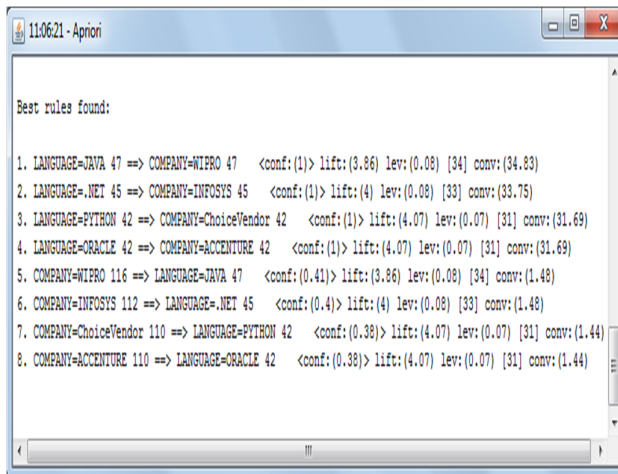 11:06:21 - Apriori
Best rules found:
1. LANGUAGE=JAVA 47 ==> COMPANY=WIPRO 47 <conf:(1)> lift:(3.86) lev:(0.08) [34] conv:(34.83)
2. LANGUAGE=.NET 45 ==> COMPANY=INFOSYS 45 <conf:(1)> lift:(4) lev:(0.08) [33] conv:(33.75)
3. LANGUAGE=PYTHON 42 ==> COMPANY=ChoiceVendor 42 <conf:(1)> lift:(4.07) lev:(0.07) [31] conv:(31.69)
4. LANGUAGE=ORACLE 42 ==> COMPANY=ACCENTURE 42 <conf:(1)> lift:(4.07) lev:(0.07) [31] conv:(31.69)
5. COMPANY=WIPRO 116 ==> LANGUAGE=JAVA 47 <conf:(0.41)> lift:(3.86) lev:(0.08) [34] conv:(1.48)
6. COMPANY=INFOSYS 112 ==> LANGUAGE=.NET 45 <conf:(0.4)> lift:(4) lev:(0.08) [33] conv:(1.48)
7. COMPANY=ChoiceVendor 110 ==> LANGUAGE=PYTHON 42 <conf:(0.38)> lift:(4.07) lev:(0.07) [31] conv:(1.44)
8. COMPANY=ACCENTURE 110 ==> LANGUAGE=ORACLE 42 <conf:(0.38)> lift:(4.07) lev:(0.07) [31] conv:(1.44)